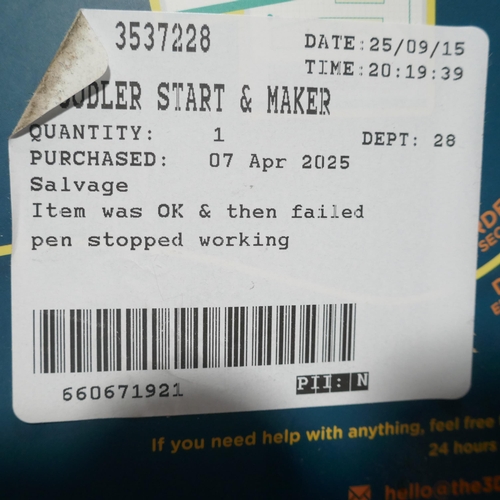 3537228
DATE:25/09/15
TIME:20:19:39
START & MAKER
QUANTITY: 1
DEPT: 28
PURCHASED: 07 Apr 2025
Salvage
Item was OK & then failed
pen stopped working
660671921
PII: N
If you need help with anything, feel free
24 hours